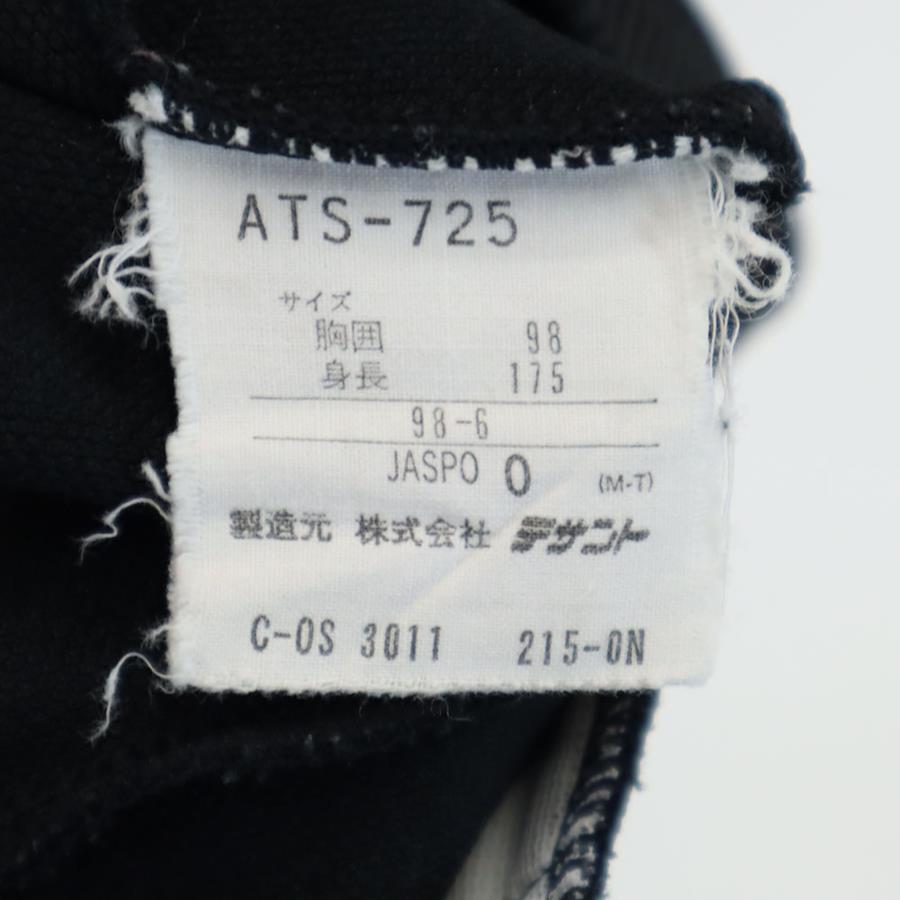 ATS-725
サイズ
胸囲 98
身長 175
98-6
JASPO O (M-T)
製造元 株式会社 デサント
C-OS 3011 215-0N